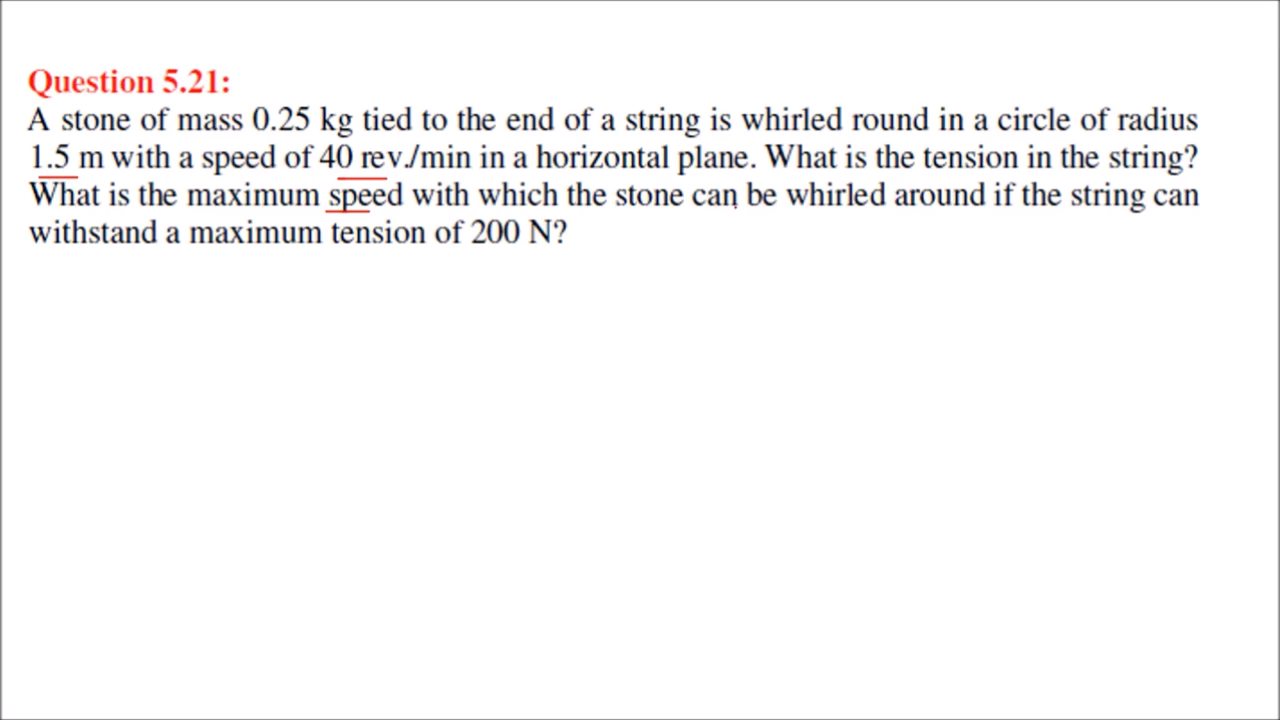 Question 5.21:
A stone of mass 0.25 kg tied to the end of a string is whirled round in a circle of radius
1.5 m with a speed of 40 rev./min in a horizontal plane. What is the tension in the string?
What is the maximum speed with which the stone can be whirled around if the string can
withstand a maximum tension of 200 N?